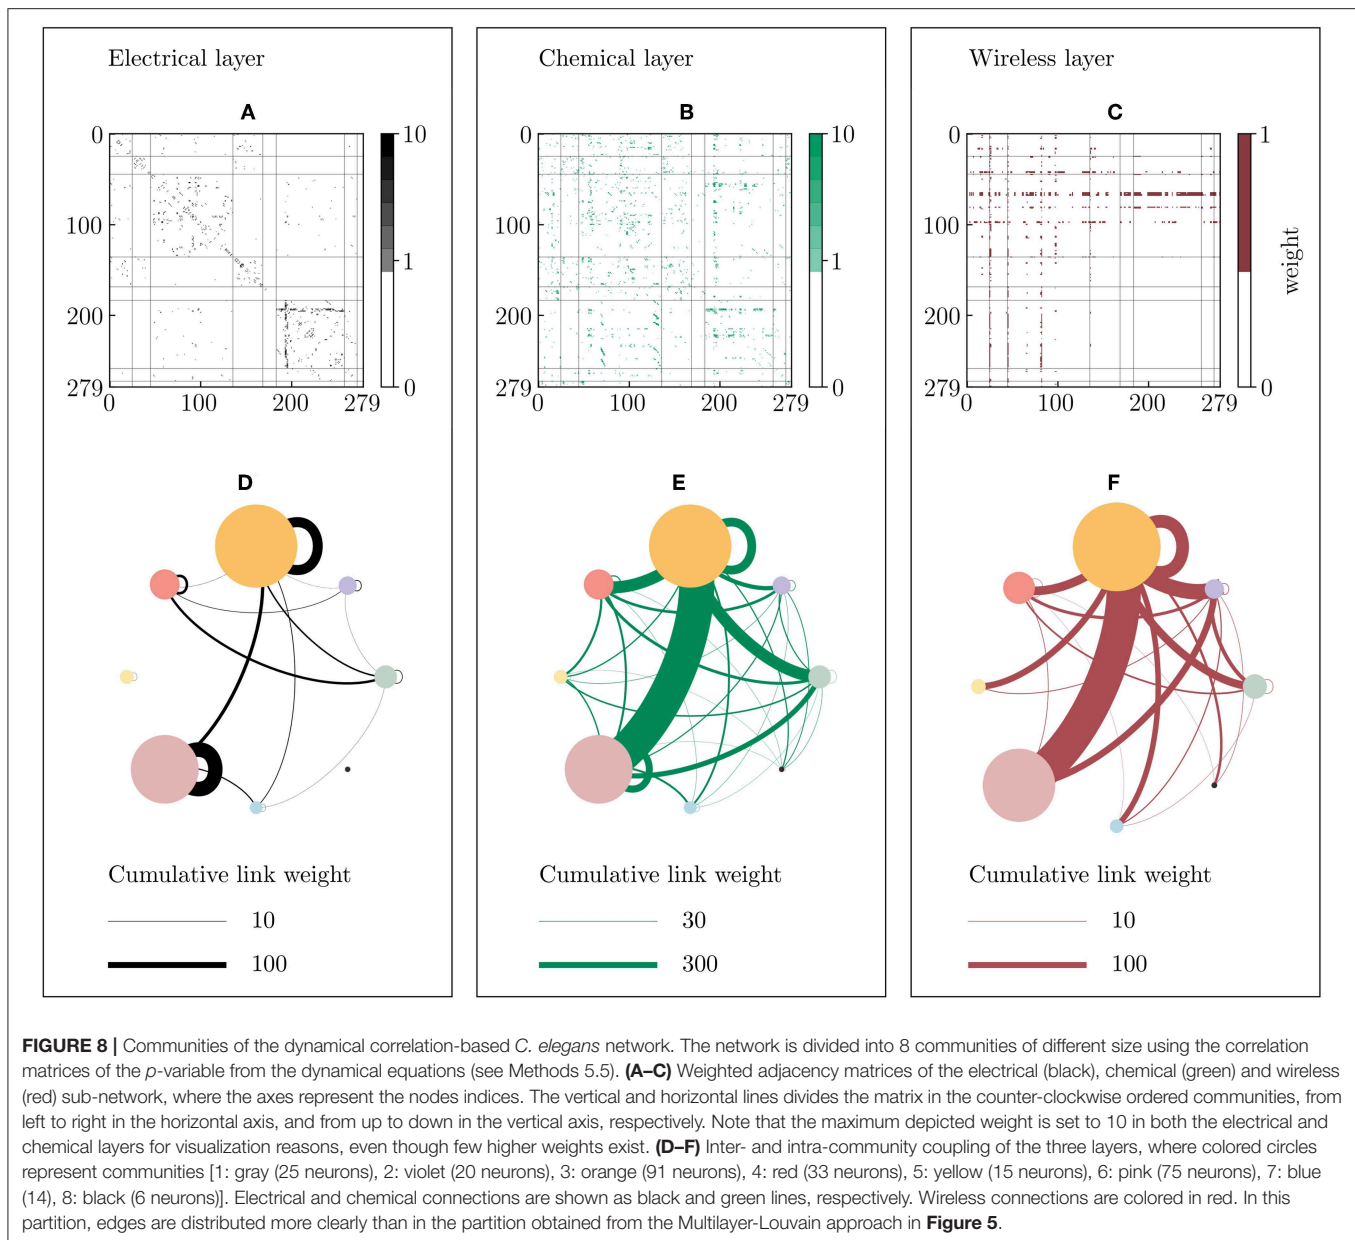 Electrical layer
A
0
100
200
279
0
100
200
279
10
1
0
Chemical layer
B
0
100
200
279
0
100
200
279
10
1
0
Wireless layer
C
0
100
200
279
0
100
200
279
1
0
weight
D
E
F
Cumulative link weight
10
100
Cumulative link weight
30
300
Cumulative link weight
10
100
FIGURE 8 | Communities of the dynamical correlation-based C. elegans network. The network is divided into 8 communities of different size using the correlation
matrices of the p-variable from the dynamical equations (see Methods 5.5). (A–C) Weighted adjacency matrices of the electrical (black), chemical (green) and wireless
(red) sub-network, where the axes represent the nodes indices. The vertical and horizontal lines divides the matrix in the counter-clockwise ordered communities, from
left to right in the horizontal axis, and from up to down in the vertical axis, respectively. Note that the maximum depicted weight is set to 10 in both the electrical and
chemical layers for visualization reasons, even though few higher weights exist. (D–F) Inter- and intra-community coupling of the three layers, where colored circles
represent communities [1: gray (25 neurons), 2: violet (20 neurons), 3: orange (91 neurons), 4: red (33 neurons), 5: yellow (15 neurons), 6: pink (75 neurons), 7: blue
(14), 8: black (6 neurons)]. Electrical and chemical connections are shown as black and green lines, respectively. Wireless connections are colored in red. In this
partition, edges are distributed more clearly than in the partition obtained from the Multilayer-Louvain approach in Figure 5.